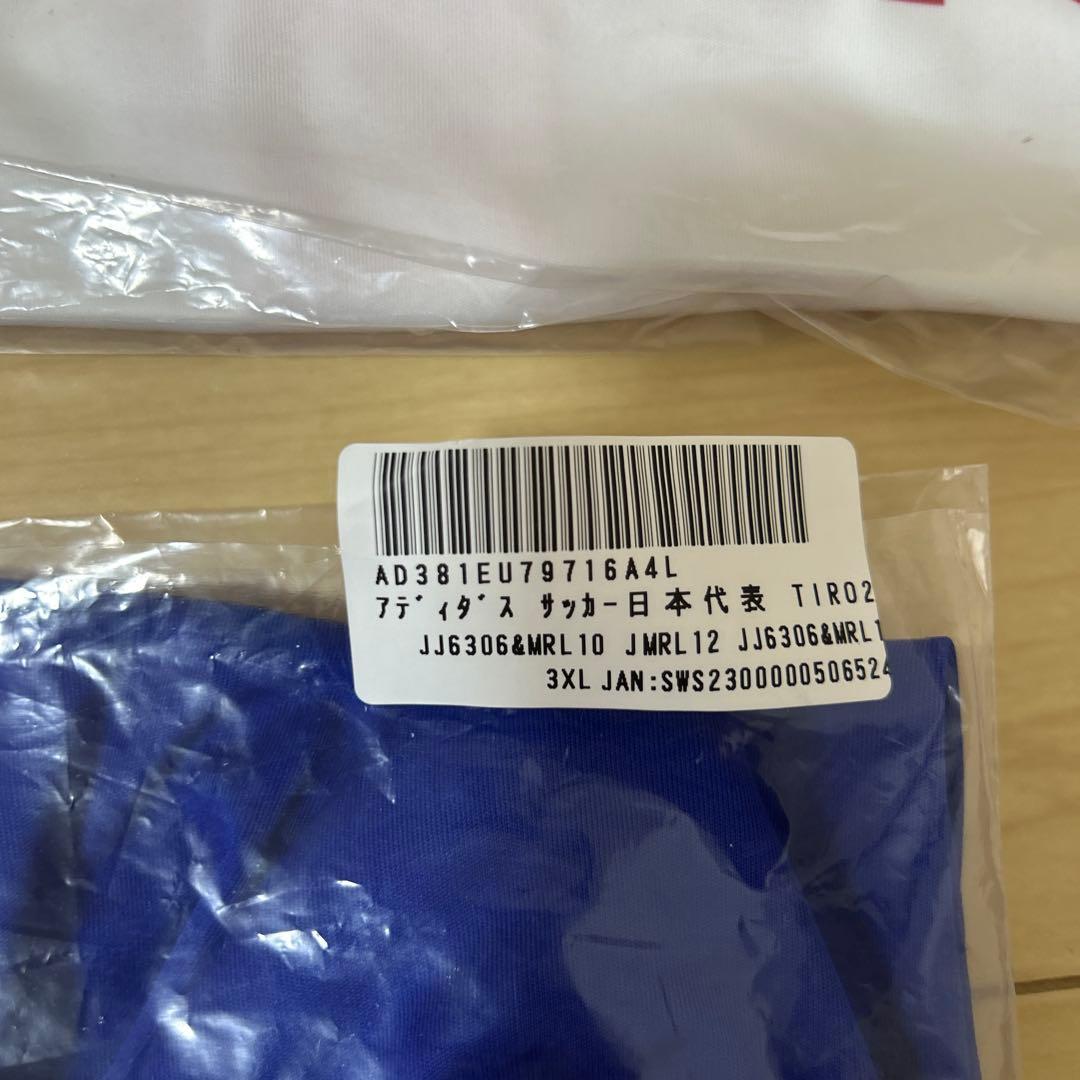 AD381EU79716A4L
ｱﾃﾞｨﾀﾞｽ ｻｯｶｰ日本代表 TIRO2
JJ6306&MRL10 JMRL12 JJ6306&MRL1
3XL JAN:SWS2300000506524